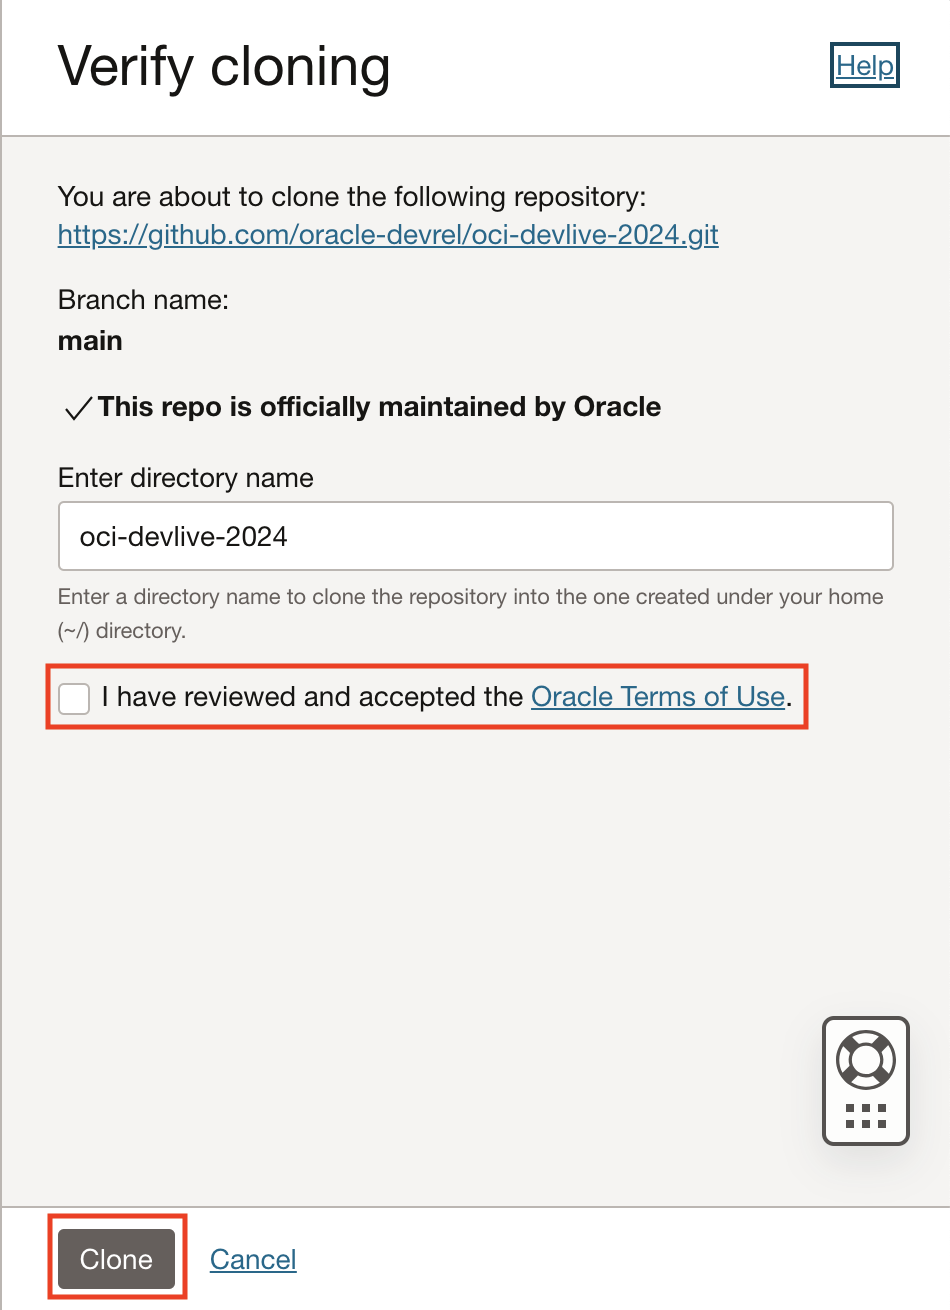 Verify cloning
Help
You are about to clone the following repository:
https://github.com/oracle-devrel/oci-devlive-2024.git
Branch name:
main
This repo is officially maintained by Oracle
Enter directory name
oci-devlive-2024
Enter a directory name to clone the repository into the one created under your home
(~/) directory.
I have reviewed and accepted the Oracle Terms of Use.
Clone
Cancel